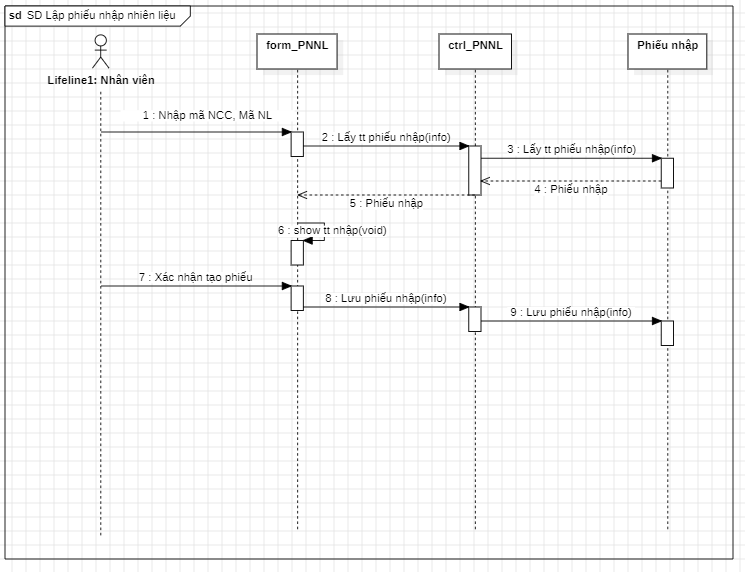 sd SD Lập phiếu nhập nhiên liệu
form_PNNL
ctrl_PNNL
Phiếu nhập
Lifeline1: Nhân viên
1 : Nhập mã NCC, Mã NL
2 : Lấy tt phiếu nhập(info)
3 : Lấy tt phiếu nhập(info)
4 : Phiếu nhập
5 : Phiếu nhập
6 : show tt nhập(void)
7 : Xác nhận tạo phiếu
8 : Lưu phiếu nhập(info)
9 : Lưu phiếu nhập(info)